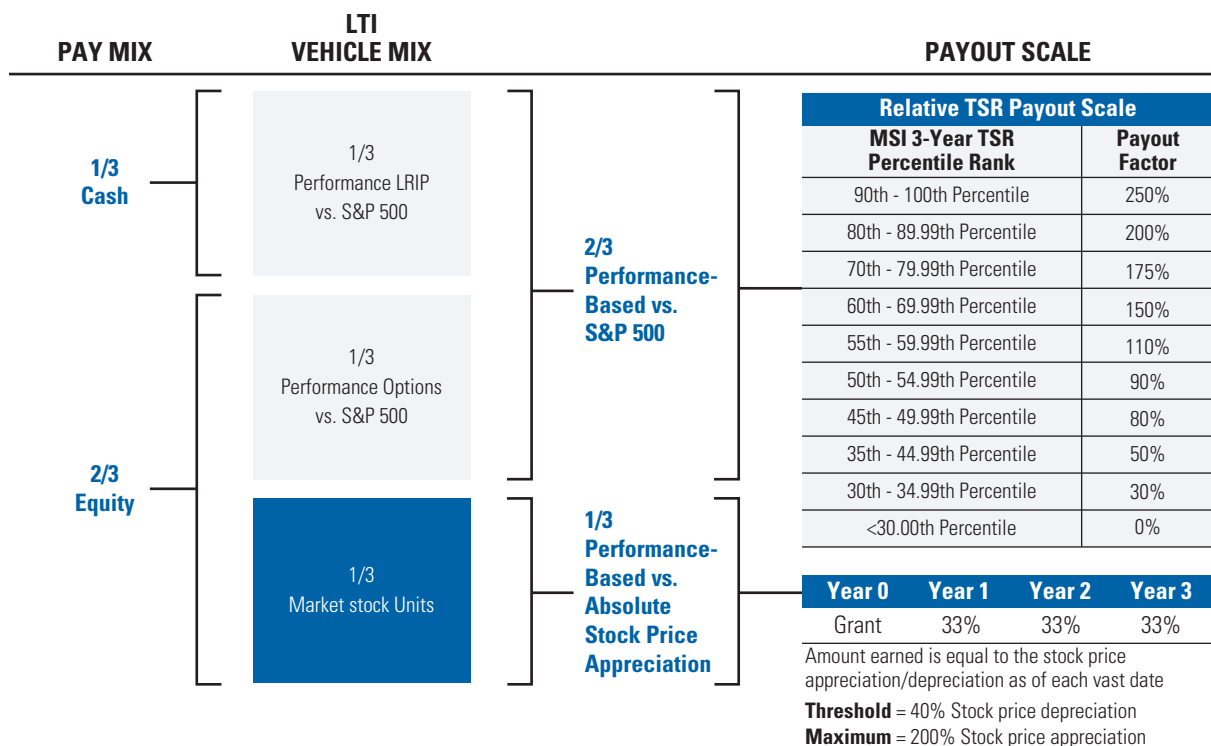 PAY MIX
LTI
VEHICLE MIX
PAYOUT SCALE
1/3
Cash
2/3
Equity
1/3
Performance LRIP
vs. S&P 500
1/3
Performance Options
vs. S&P 500
1/3
Market stock Units
2/3
Performance-
Based vs.
S&P 500
1/3
Performance-
Based vs.
Absolute
Stock Price
Appreciation
Relative TSR Payout Scale
MSI 3-Year TSR
Percentile Rank
Payout
Factor
90th - 100th Percentile 250%
80th - 89.99th Percentile 200%
70th - 79.99th Percentile 175%
60th - 69.99th Percentile 150%
55th - 59.99th Percentile 110%
50th - 54.99th Percentile 90%
45th - 49.99th Percentile 80%
35th - 44.99th Percentile 50%
30th - 34.99th Percentile 30%
<30.00th Percentile 0%
Year 0 Year 1 Year 2 Year 3
Grant 33% 33% 33%
Amount earned is equal to the stock price
appreciation/depreciation as of each vast date
Threshold = 40% Stock price depreciation
Maximum = 200% Stock price appreciation